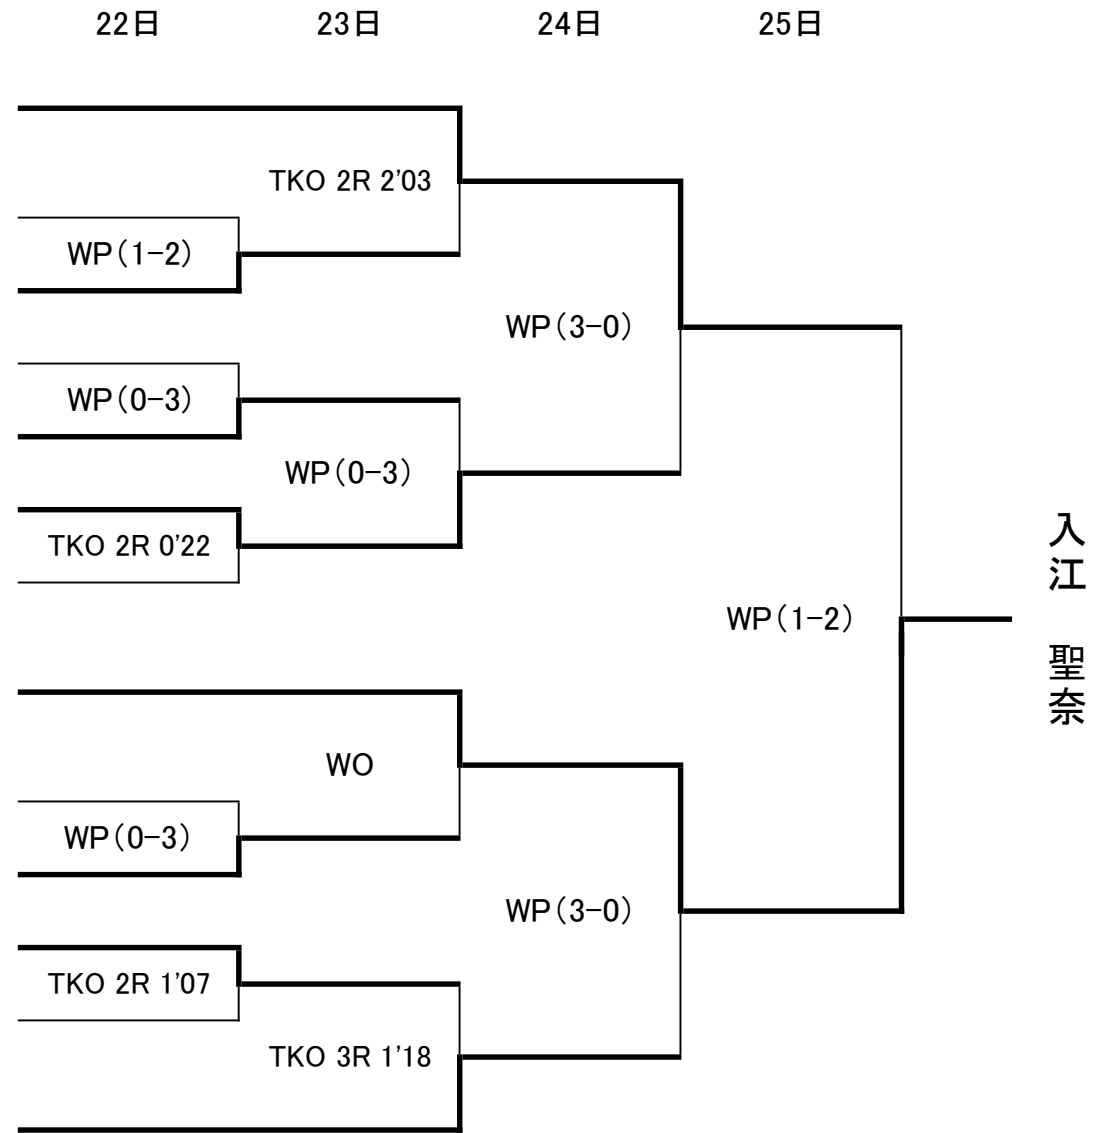 22日 23日 24日 25日
TKO 2R 2'03
WP(1-2)
WP(3-0)
WP(0-3)
WP(0-3)
TKO 2R 0'22
WP(1-2)
入江 聖奈
WO
WP(0-3)
WP(3-0)
TKO 2R 1'07
TKO 3R 1'18